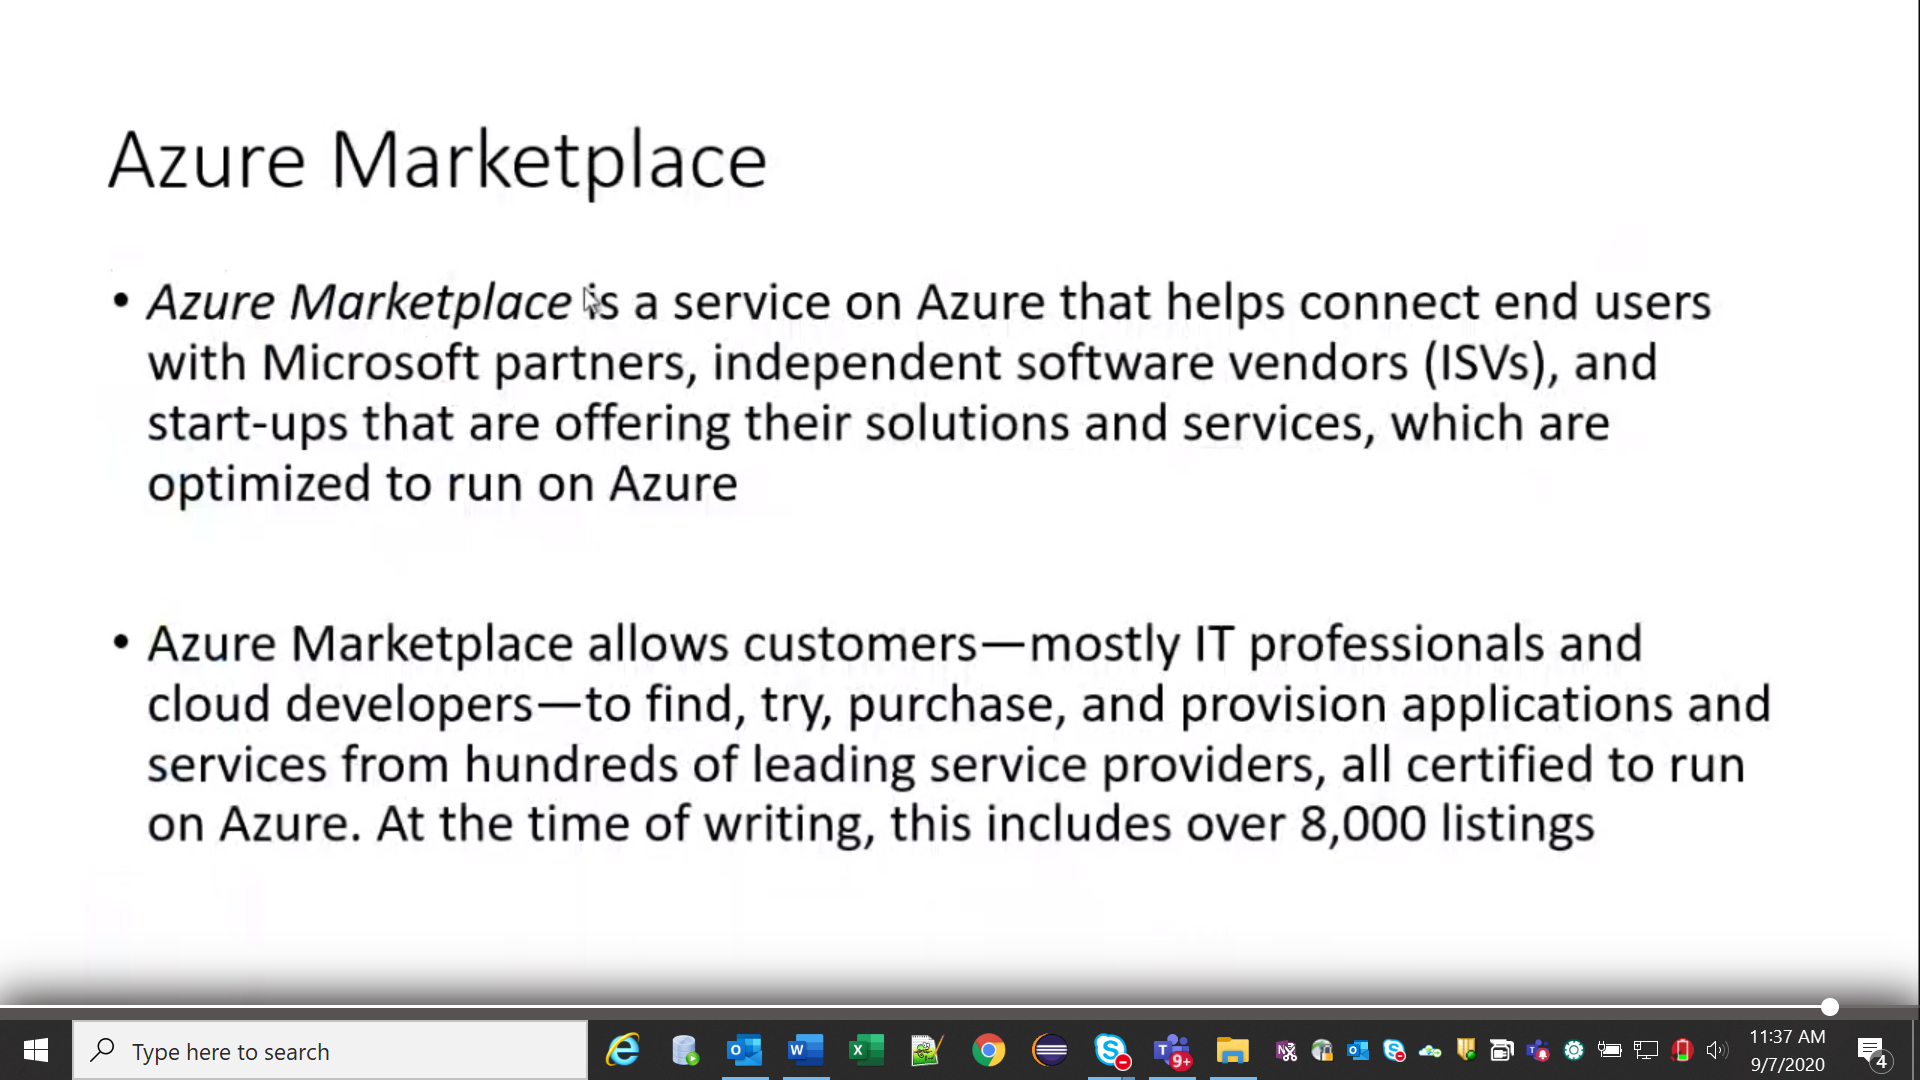 Azure Marketplace
• Azure Marketplace is a service on Azure that helps connect end users
with Microsoft partners, independent software vendors (ISVs), and
start-ups that are offering their solutions and services, which are
optimized to run on Azure
• Azure Marketplace allows customers—mostly IT professionals and
cloud developers—to find, try, purchase, and provision applications and
services from hundreds of leading service providers, all certified to run
on Azure. At the time of writing, this includes over 8,000 listings
Type here to search
9+
11:37 AM
9/7/2020
4